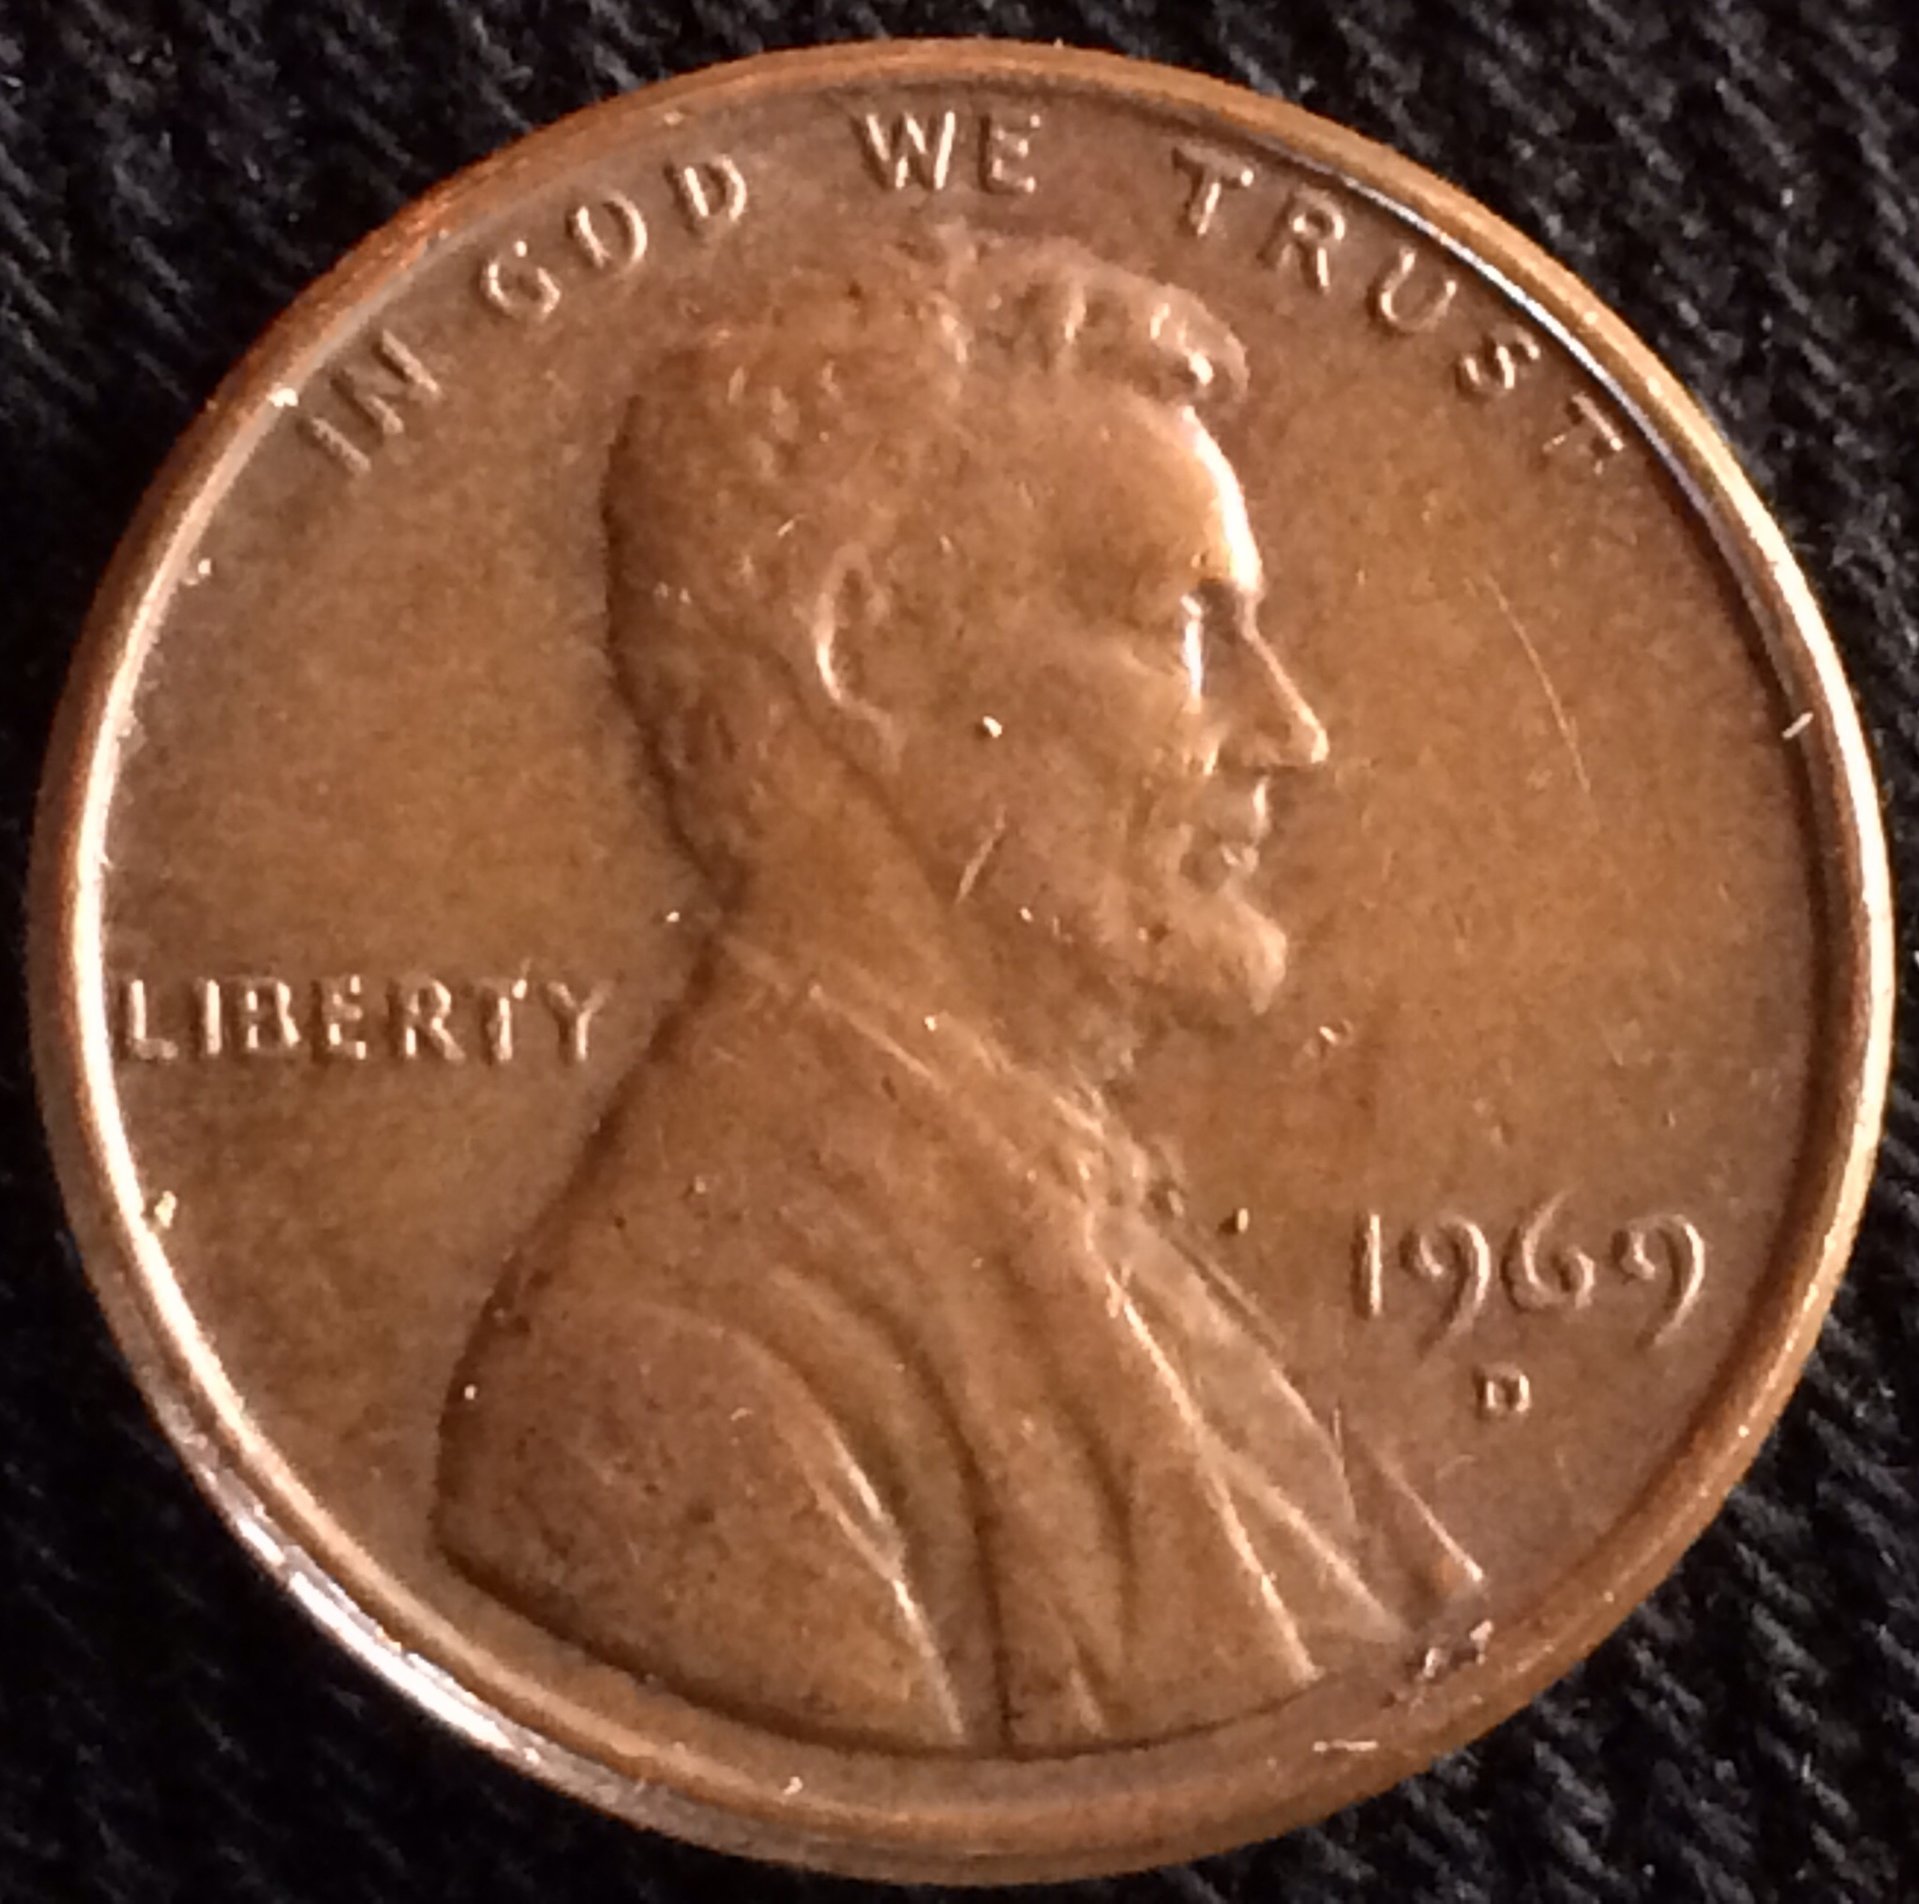 IN GOD WE TRUST
LIBERTY
1969
D